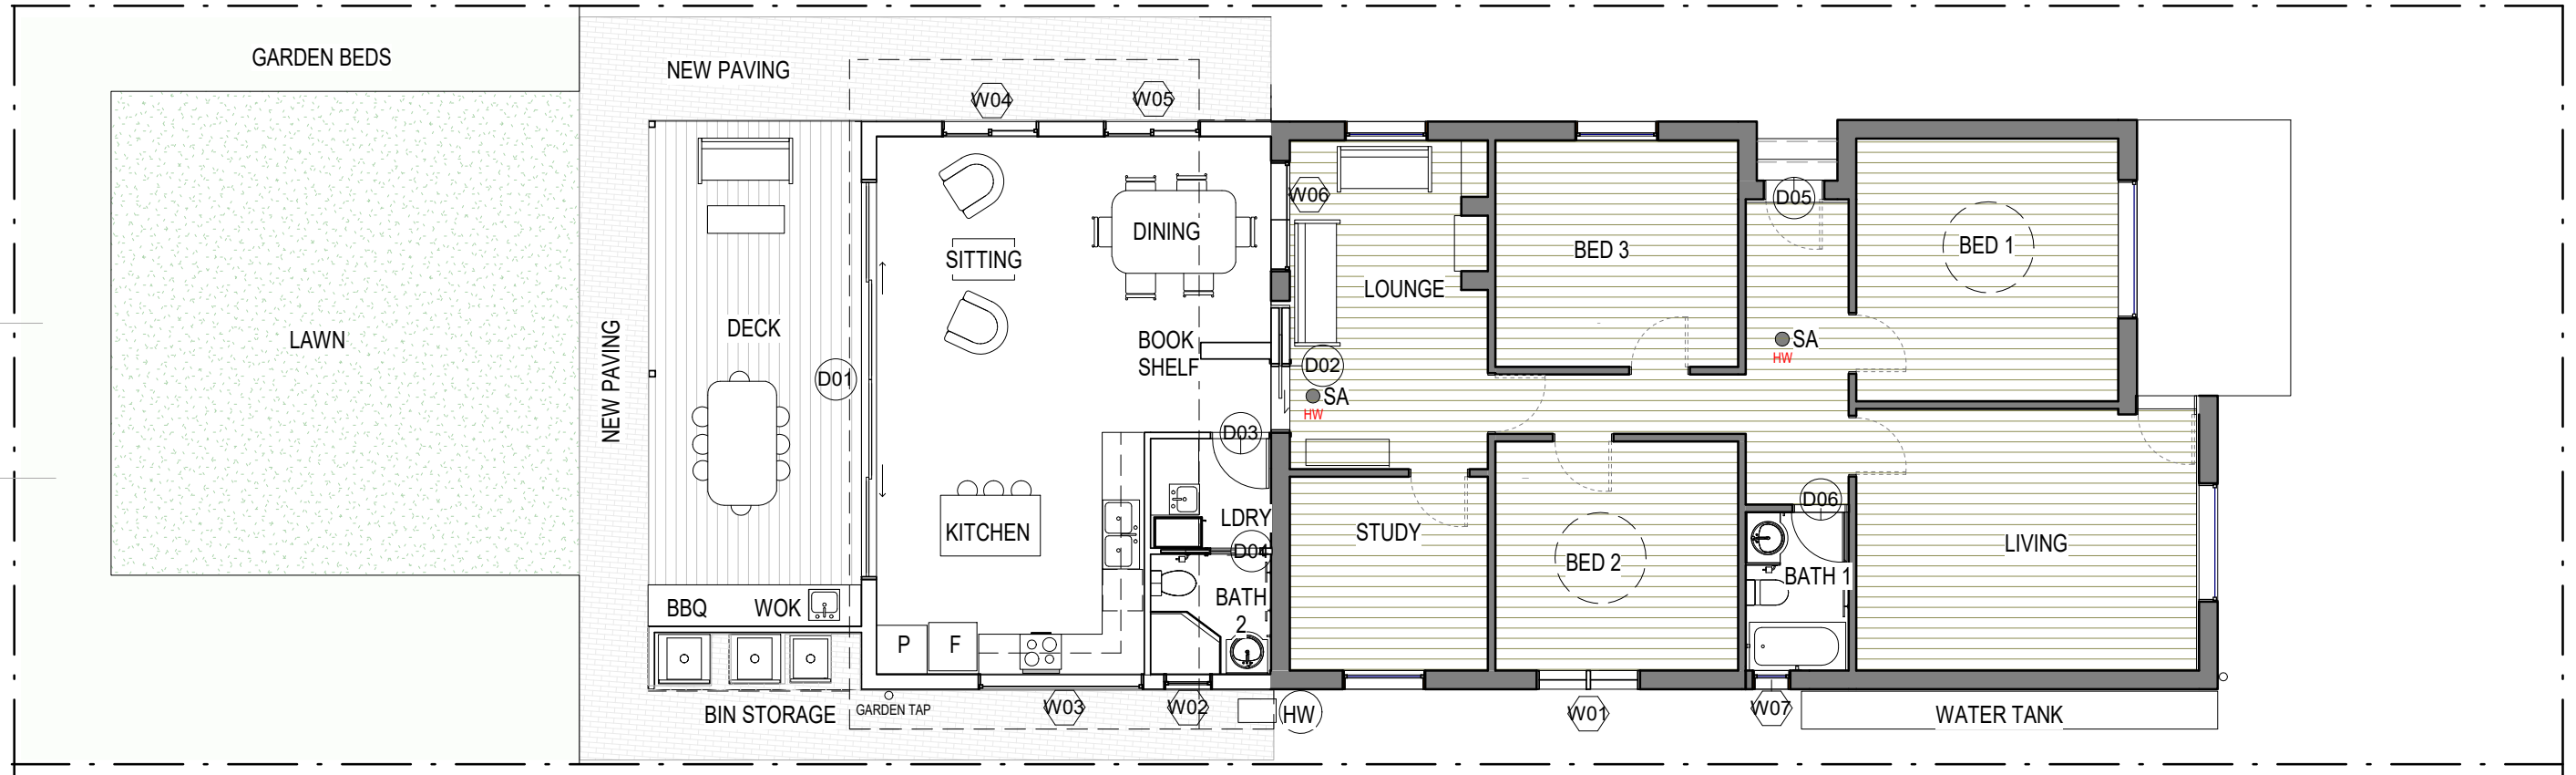 GARDEN BEDS
NEW PAVING
W04
W05
W06
D05
DINING
SITTING
BED 3
BED 1
LOUNGE
LAWN
DECK
NEW PAVING
BOOK
SHELF
SA
HW
D01
D02
SA
HW
D03
D06
KITCHEN
LDRY
STUDY
D04
BED 2
LIVING
BATH 1
BBQ
WOK
BATH
2
P
F
BIN STORAGE
GARDEN TAP
W03
W02
HW
W01
W07
WATER TANK